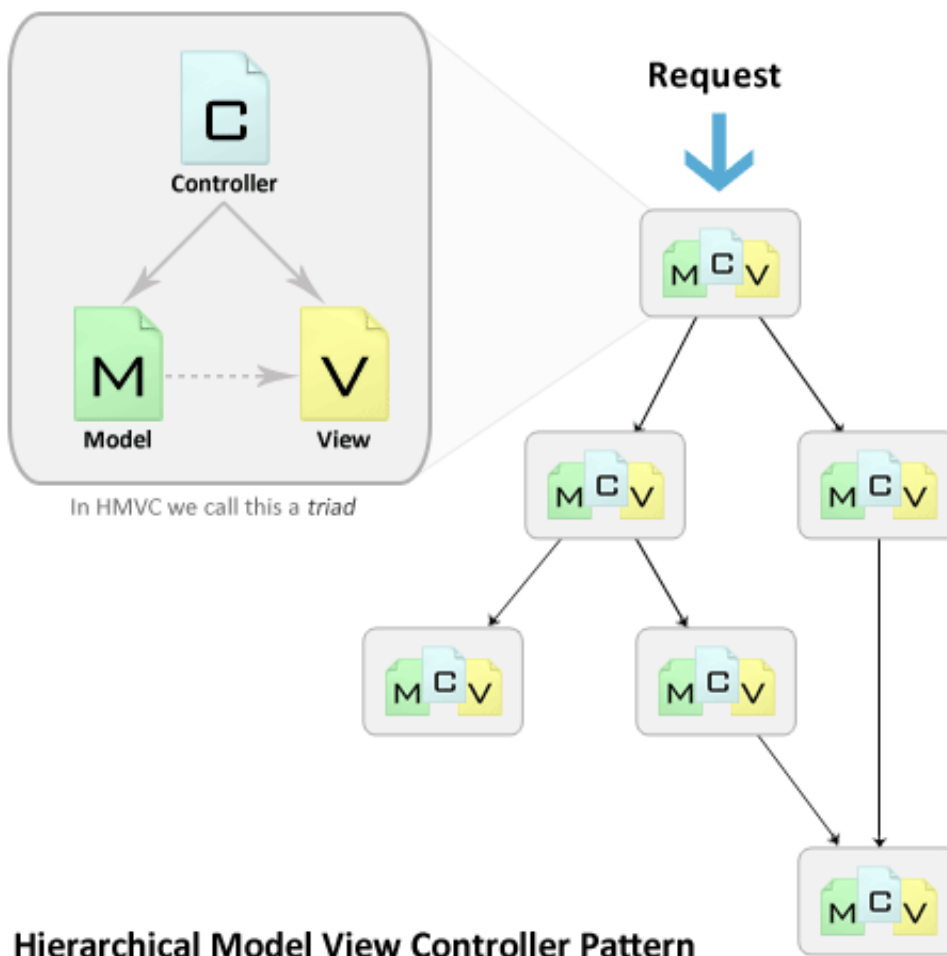 C
Controller
M
V
Model
View
In HMVC we call this a triad
Request
M C V
M C V
M C V
M C V
M C V
M C V
Hierarchical Model View Controller Pattern